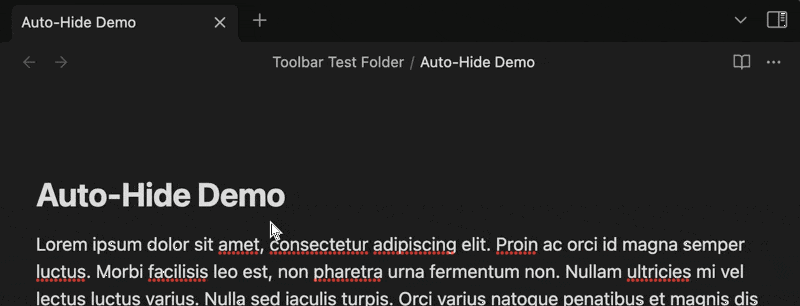 Auto-Hide Demo
Toolbar Test Folder / Auto-Hide Demo
Auto-Hide Demo
Lorem ipsum dolor sit amet, consectetur adipiscing elit. Proin ac orci id magna semper
luctus. Morbi facilisis leo est, non pharetra urna fermentum non. Nullam ultricies mi vel
lectus luctus varius. Nulla sed iaculis turpis. Orci varius natoque penatibus et magnis dis